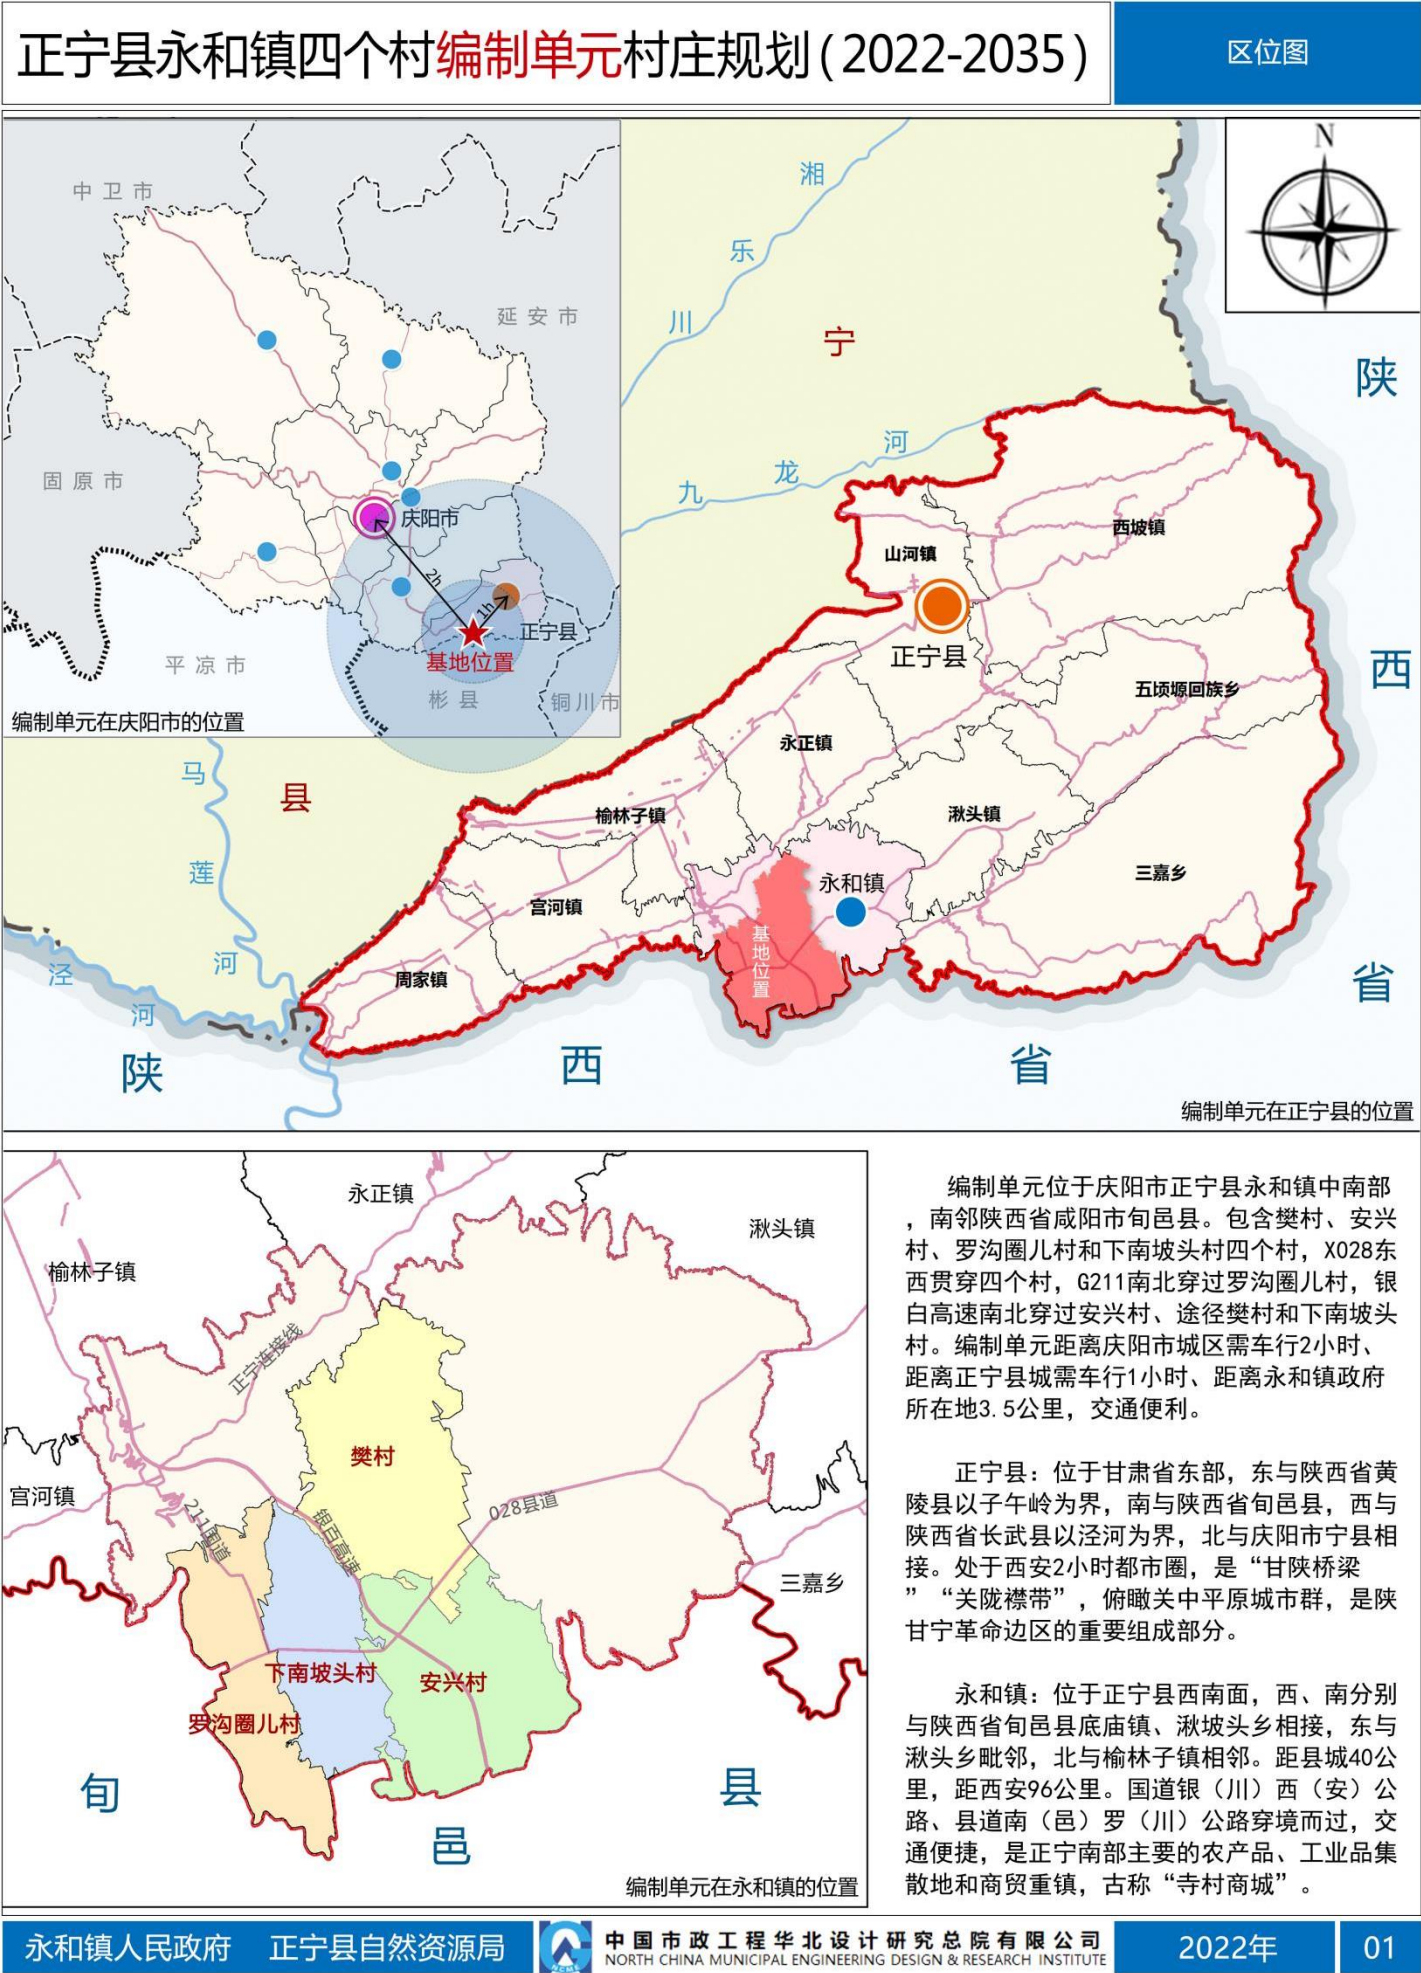 正宁县永和镇四个村编制单元村庄规划(2022-2035)
区位图
中卫市
延安市
固原市
庆阳市
2h
1h
正宁县
基地位置
平凉市
彬县
铜川市
编制单元在庆阳市的位置
N
湘乐川
宁
九龙河
陕
西
省
西坡镇
山河镇
正宁县
五顷塬回族乡
永正镇
榆林子镇
湫头镇
三嘉乡
永和镇
宫河镇
基地位置
周家镇
县
马莲河
泾河
陕
西
省
编制单元在正宁县的位置
永正镇
湫头镇
榆林子镇
正宁连接线
樊村
宫河镇
211国道
银百高速
028县道
三嘉乡
下南坡头村
安兴村
罗沟圈儿村
旬
邑
县
编制单元在永和镇的位置
编制单元位于庆阳市正宁县永和镇中南部
，南邻陕西省咸阳市旬邑县。包含樊村、安兴
村、罗沟圈儿村和下南坡头村四个村，X028东
西贯穿四个村，G211南北穿过罗沟圈儿村，银
白高速南北穿过安兴村、途径樊村和下南坡头
村。编制单元距离庆阳市城区需车行2小时、
距离正宁县城需车行1小时、距离永和镇政府
所在地3.5公里，交通便利。
正宁县：位于甘肃省东部，东与陕西省黄
陵县以子午岭为界，南与陕西省旬邑县，西与
陕西省长武县以泾河为界，北与庆阳市宁县相
接。处于西安2小时都市圈，是“甘陕桥梁
”“关陇襟带”，俯瞰关中平原城市群，是陕
甘宁革命边区的重要组成部分。
永和镇：位于正宁县西南面，西、南分别
与陕西省旬邑县底庙镇、湫坡头乡相接，东与
湫头乡毗邻，北与榆林子镇相邻。距县城40公
里，距西安96公里。国道银（川）西（安）公
路、县道南（邑）罗（川）公路穿境而过，交
通便捷，是正宁南部主要的农产品、工业品集
散地和商贸重镇，古称“寺村商城”。
永和镇人民政府 正宁县自然资源局
NCME
中国市政工程华北设计研究总院有限公司
NORTH CHINA MUNICIPAL ENGINEERING DESIGN & RESEARCH INSTITUTE
2022年
01